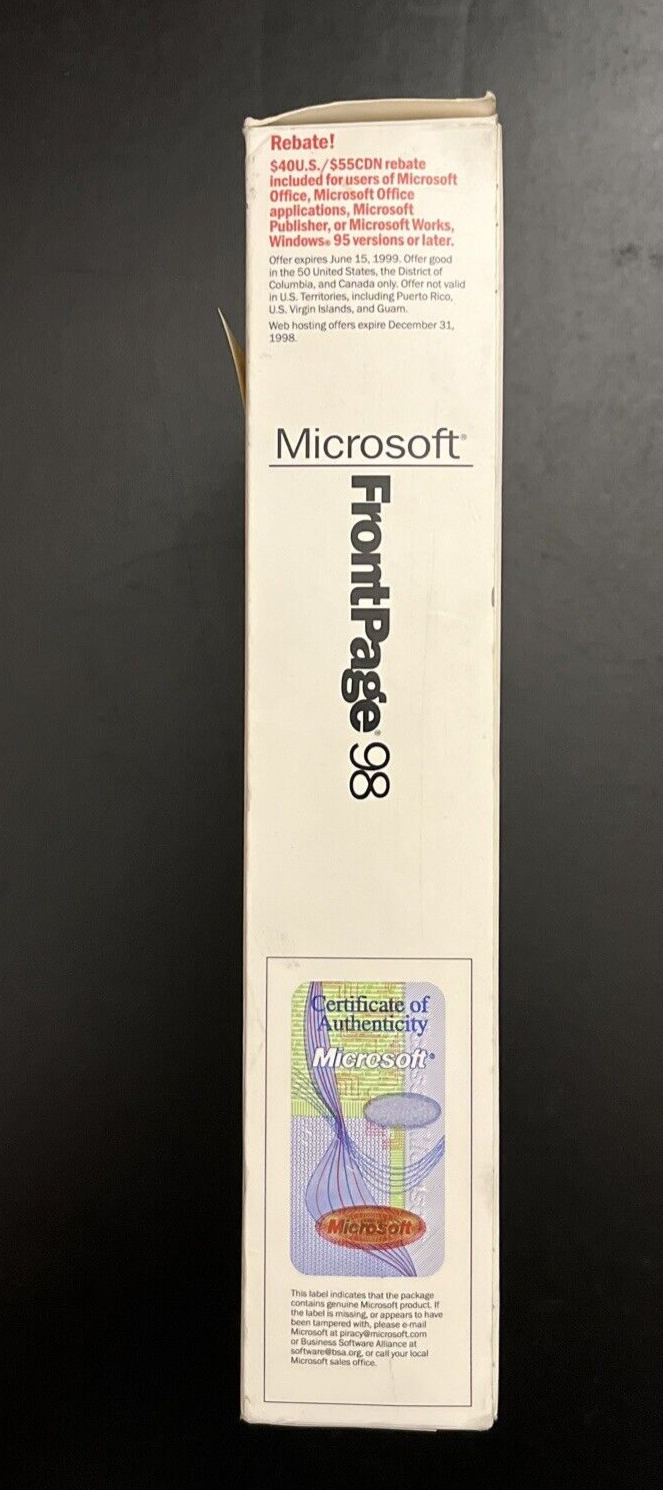 Rebate!
$40U.S./$55CDN rebate
included for users of Microsoft
Office, Microsoft Office
applications, Microsoft
Publisher, or Microsoft Works,
Windows® 95 versions or later.
Offer expires June 15, 1999. Offer good
in the 50 United States, the District of
Columbia, and Canada only. Offer not valid
in U.S. Territories, including Puerto Rico,
U.S. Virgin Islands, and Guam.
Web hosting offers expire December 31,
1998.
Microsoft®
FrontPage® 98
Certificate of
Authenticity
Microsoft®
Microsoft
This label indicates that the package
contains genuine Microsoft product. If
the label is missing, or appears to have
been tampered with, please e-mail
Microsoft at piracy@microsoft.com
or Business Software Alliance at
software@bsa.org, or call your local
Microsoft sales office.